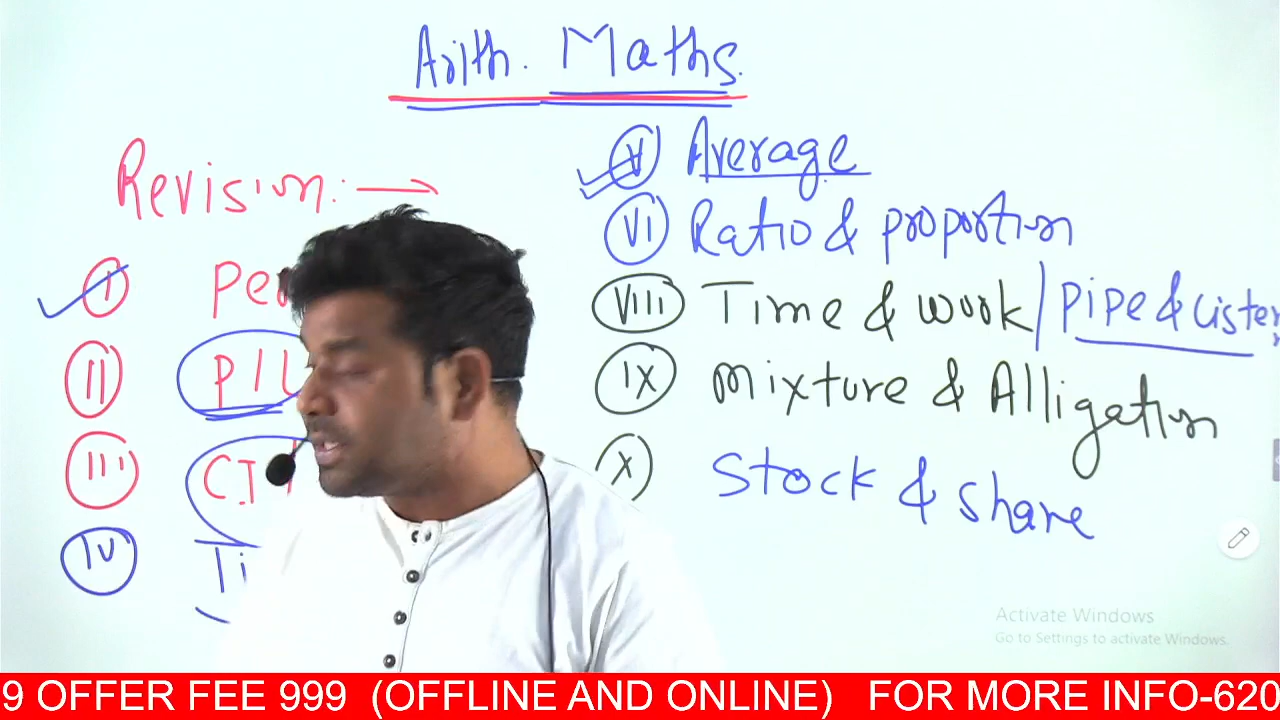 Arith. Maths.
Revision: →
I
II P/L
III
IV
V Average
VI Ratio & proportion
VIII Time & work / Pipe & Cister
IX Mixture & Alligation
X Stock & Share
Activate Windows
Go to Settings to activate Windows.
9 OFFER FEE 999 (OFFLINE AND ONLINE) FOR MORE INFO-620